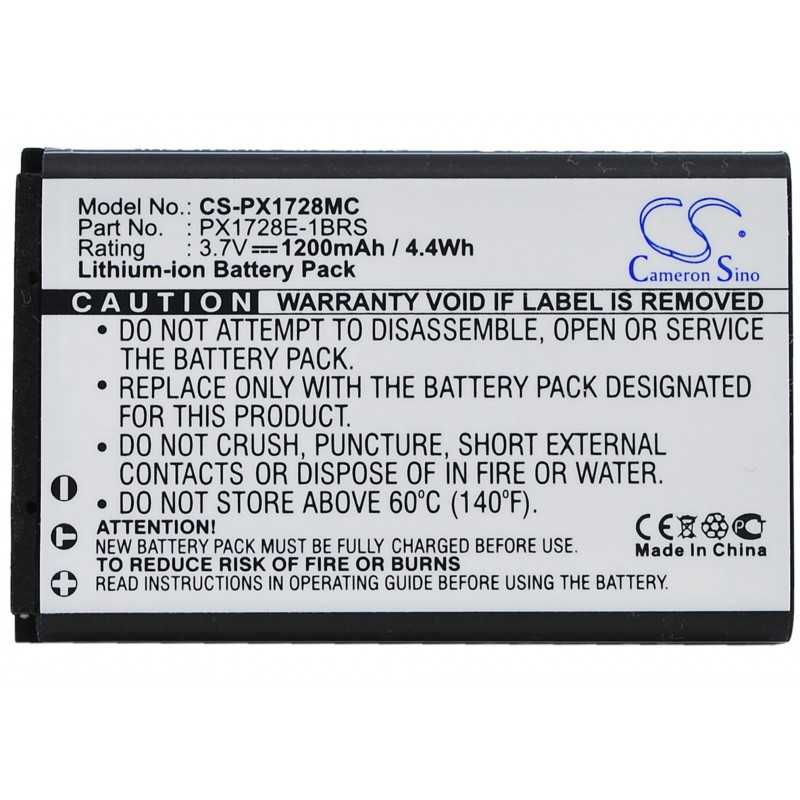 Model No.: CS-PX1728MC
Part No. : PX1728E-1BRS
Rating : 3.7V 1200mAh / 4.4Wh
Lithium-ion Battery Pack
CS
Cameron Sino
CAUTION WARRANTY VOID IF LABEL IS REMOVED
• DO NOT ATTEMPT TO DISASSEMBLE, OPEN OR SERVICE
THE BATTERY PACK.
• REPLACE ONLY WITH THE BATTERY PACK DESIGNATED
FOR THIS PRODUCT.
• DO NOT CRUSH, PUNCTURE, SHORT EXTERNAL
CONTACTS OR DISPOSE OF IN FIRE OR WATER.
• DO NOT STORE ABOVE 60°C (140°F).
ATTENTION!
NEW BATTERY PACK MUST BE FULLY CHARGED BEFORE USE.
TO REDUCE RISK OF FIRE OR BURNS
READ INSTRUCTIONS IN OPERATING GUIDE BEFORE USING BATTERY.
CE
Made In China